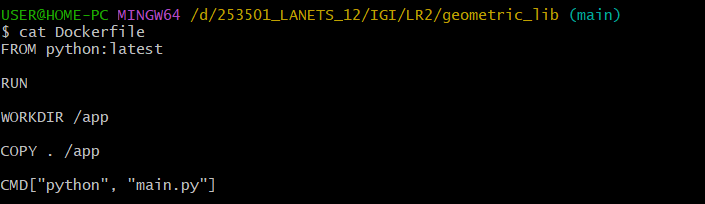 USER@HOME-PC MINGW64 /d/253501_LANETS_12/IGI/LR2/geometric_lib (main)
$ cat Dockerfile
FROM python:latest
RUN
WORKDIR /app
COPY . /app
CMD["python", "main.py"]